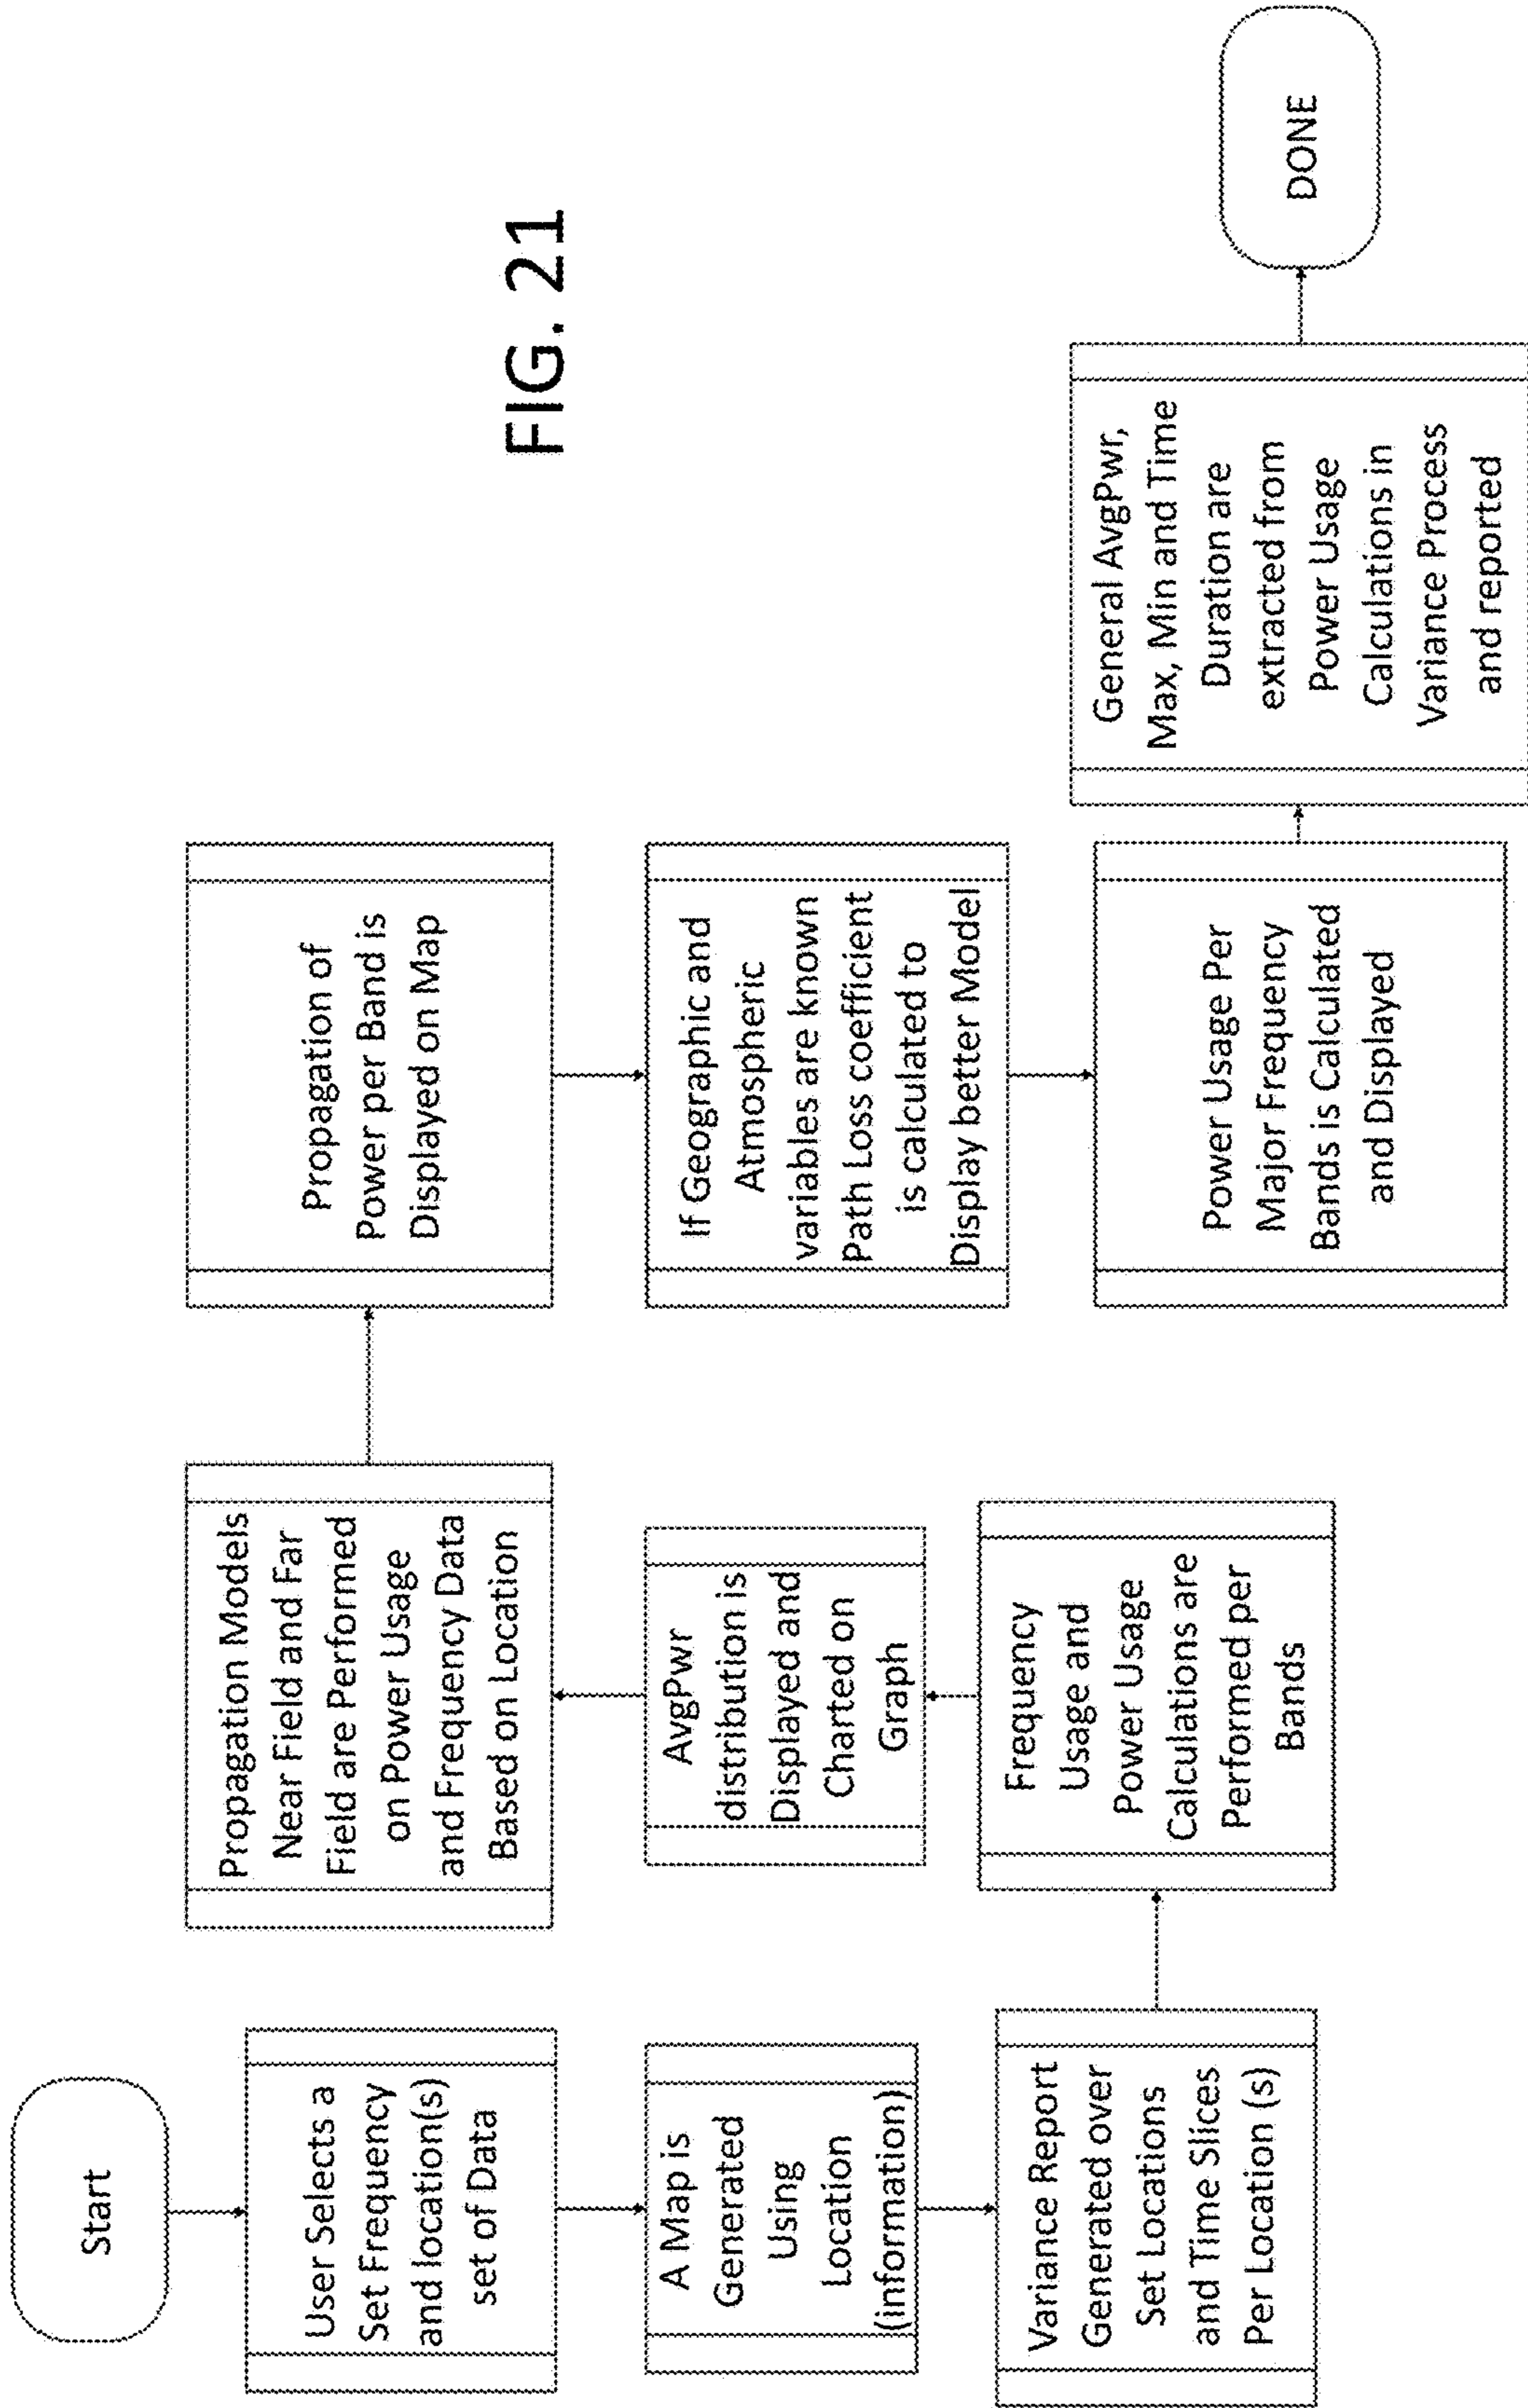 Start
User Selects a
Set Frequency
and location(s)
set of Data
A Map is
Generated
Using
Location
(information)
Variance Report
Generated over
Set Locations
and Time Slices
Per Location (s)
Frequency
Usage and
Power Usage
Calculations are
Performed per
Bands
AvgPwr
distribution is
Displayed and
Charted on
Graph
Propagation Models
Near Field and Far
Field are Performed
on Power Usage
and Frequency Data
Based on Location
Propagation of
Power per Band is
Displayed on Map
If Geographic and
Atmospheric
variables are known
Path Loss coefficient
is calculated to
Display better Model
Power Usage Per
Major Frequency
Bands is Calculated
and Displayed
General AvgPwr,
Max, Min and Time
Duration are
extracted from
Power Usage
Calculations in
Variance Process
and reported
DONE
FIG. 21